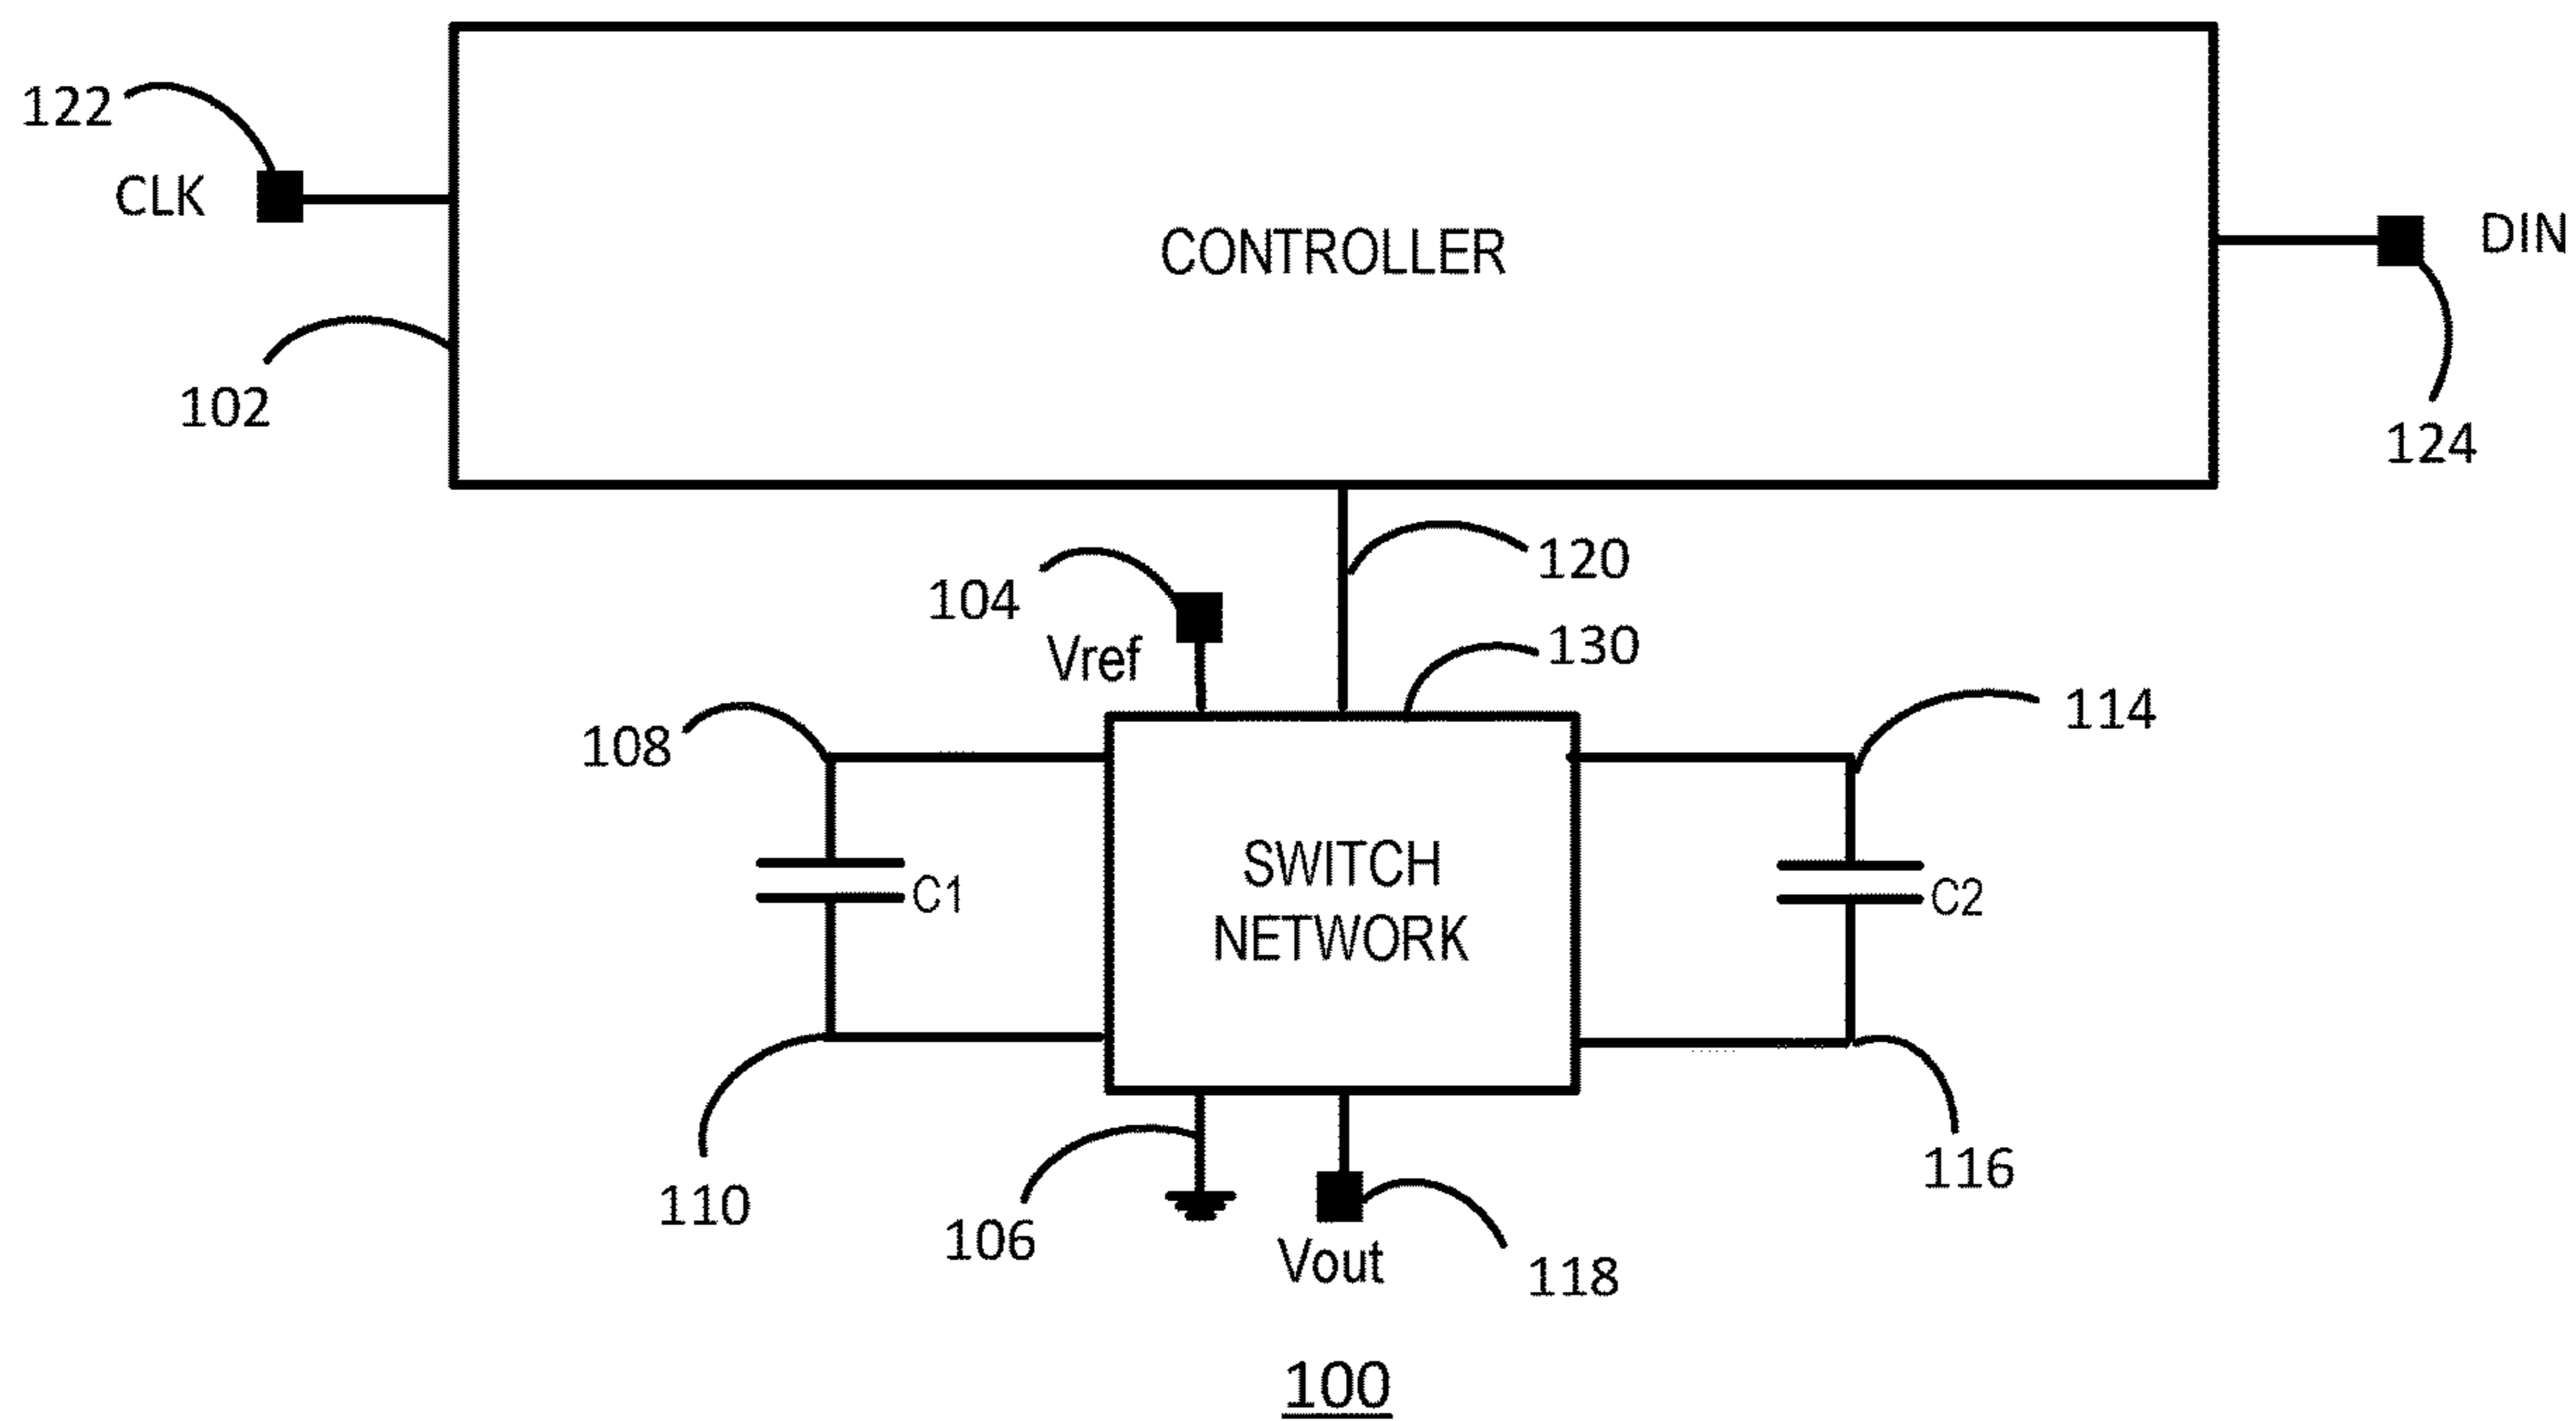 122
CLK
CONTROLLER
DIN
102
124
120
104
130
Vref
114
108
SWITCH
NETWORK
C1
C2
116
110
106
Vout
118
100